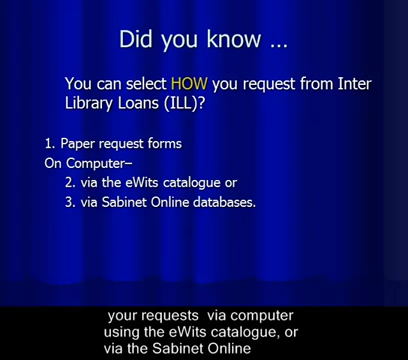 Did you know ...
You can select HOW you request from Inter
Library Loans (ILL)?
1. Paper request forms
On Computer–
2. via the eWits catalogue or
3. via Sabinet Online databases.
your requests via computer
using the eWits catalogue, or
via the Sabinet Online